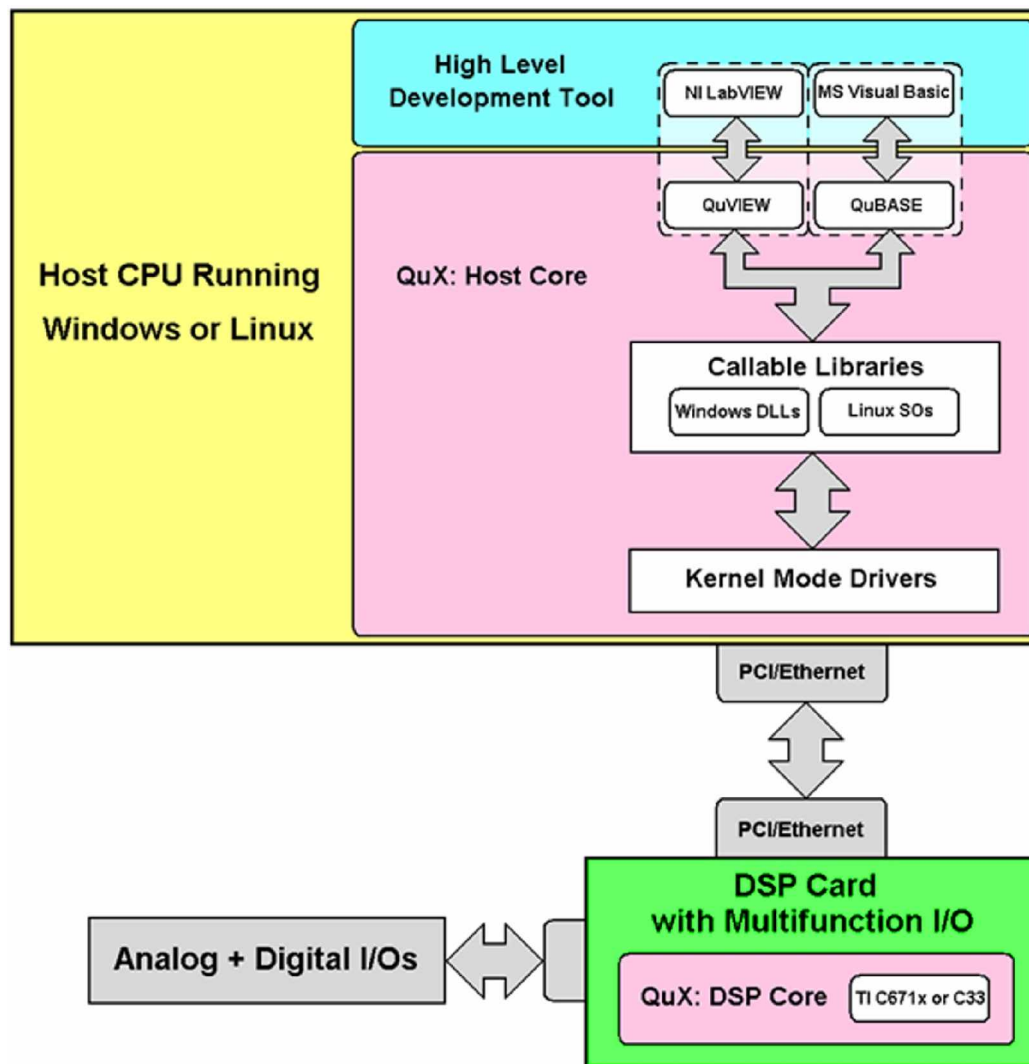 High Level
Development Tool
NI LabVIEW
MS Visual Basic
QuVIEW
QuBASE
Host CPU Running
Windows or Linux
QuX: Host Core
Callable Libraries
Windows DLLs
Linux SOs
Kernel Mode Drivers
PCI/Ethernet
PCI/Ethernet
DSP Card
with Multifunction I/O
Analog + Digital I/Os
QuX: DSP Core
TI C671x or C33